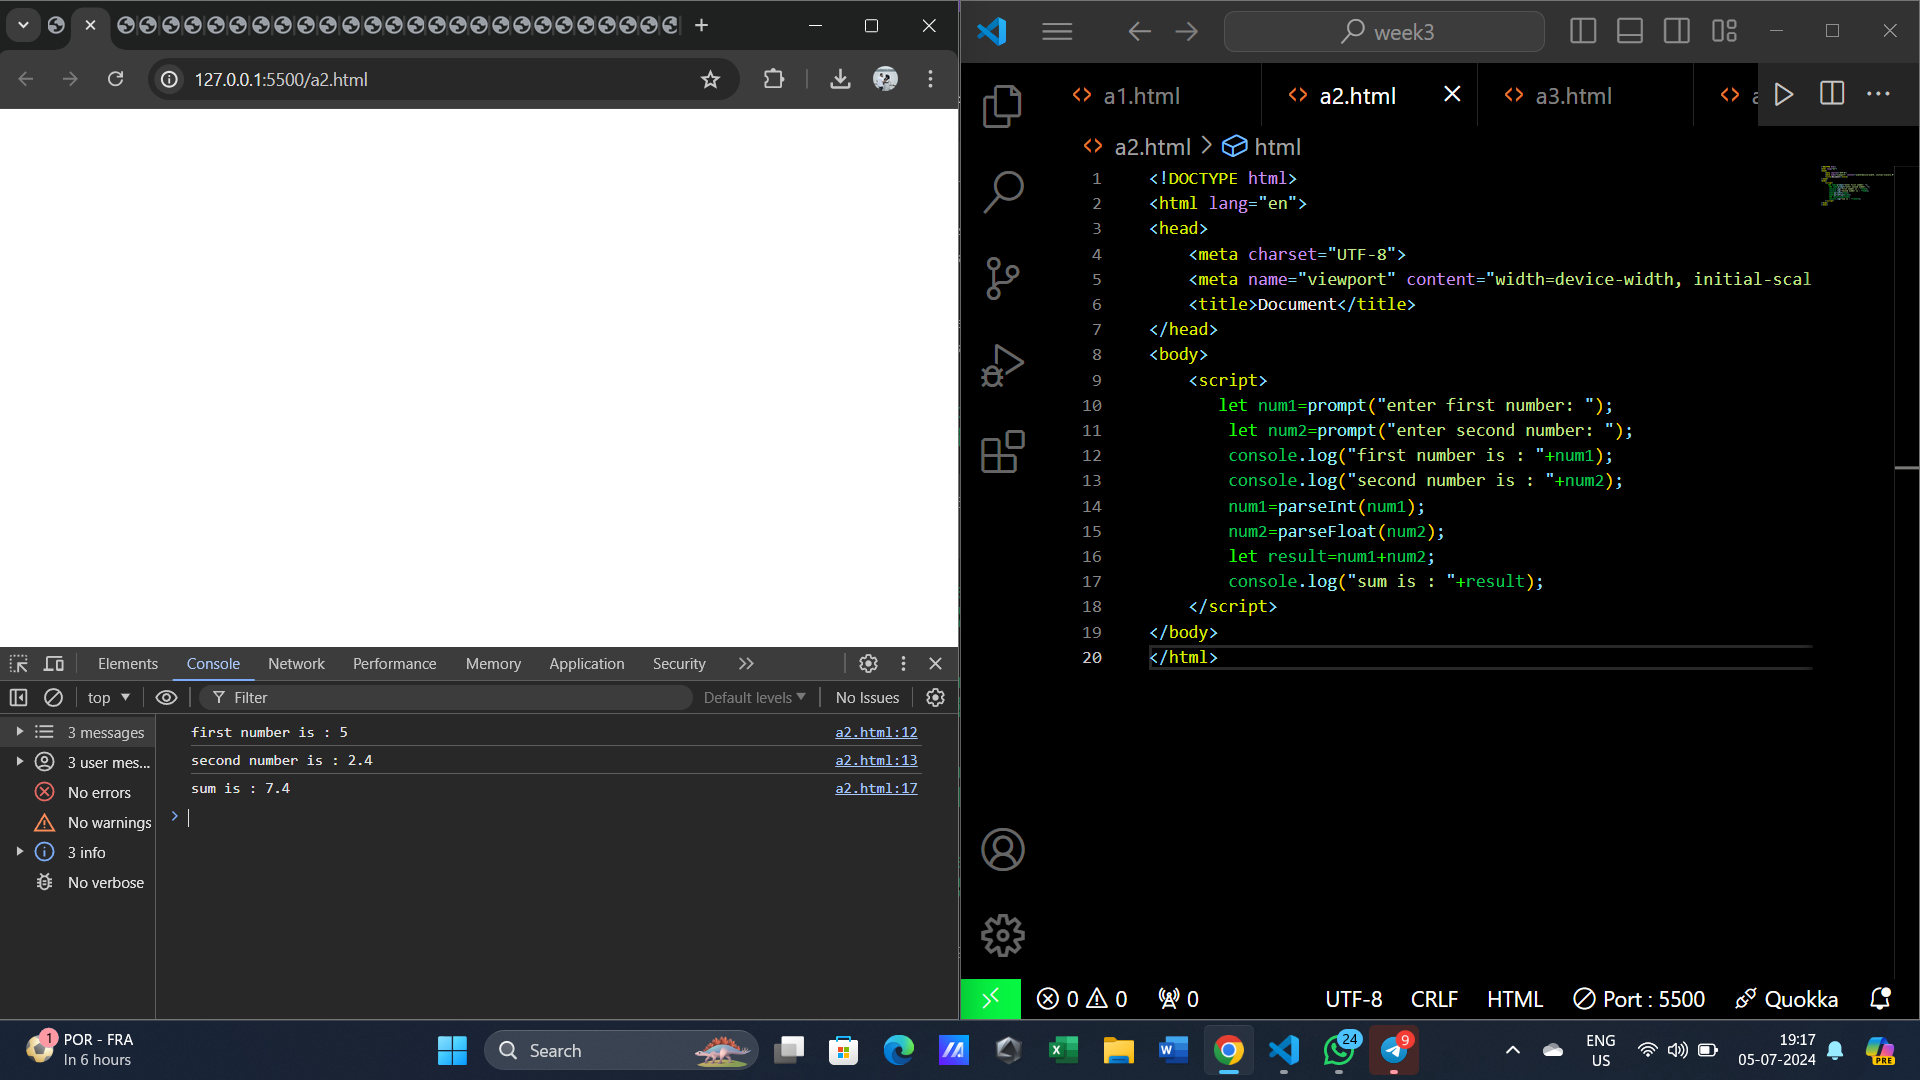 127.0.0.1:5500/a2.html
Elements
Console
Network
Performance
Memory
Application
Security
top
Filter
Default levels
No Issues
3 messages
3 user mes...
No errors
No warnings
3 info
No verbose
first number is : 5
a2.html:12
second number is : 2.4
a2.html:13
sum is : 7.4
a2.html:17
week3
a1.html
a2.html
a3.html
a2.html
html
1 <!DOCTYPE html>
2 <html lang="en">
3 <head>
4 <meta charset="UTF-8">
5 <meta name="viewport" content="width=device-width, initial-scal
6 <title>Document</title>
7 </head>
8 <body>
9 <script>
10 let num1=prompt("enter first number: ");
11 let num2=prompt("enter second number: ");
12 console.log("first number is : "+num1);
13 console.log("second number is : "+num2);
14 num1=parseInt(num1);
15 num2=parseFloat(num2);
16 let result=num1+num2;
17 console.log("sum is : "+result);
18 </script>
19 </body>
20 </html>
0 0
0
UTF-8
CRLF
HTML
Port : 5500
Quokka
1
POR - FRA
In 6 hours
Search
24
9
ENG
US
19:17
05-07-2024
PRE